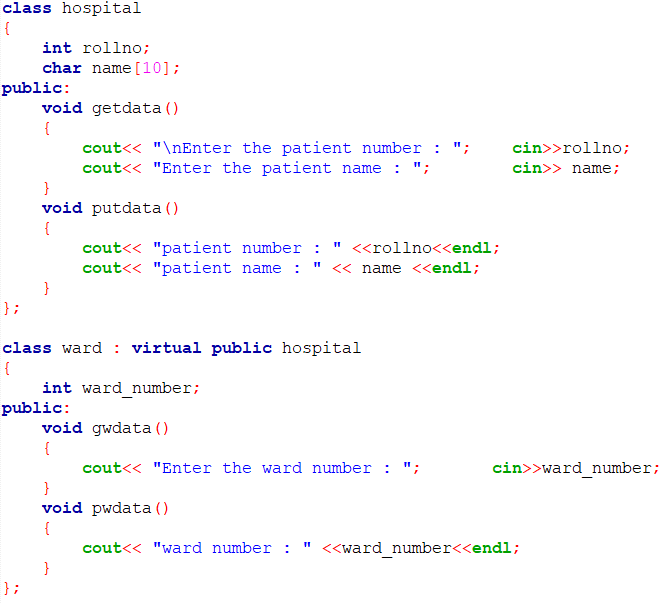 class hospital
{
    int rollno;
    char name[10];
public:
    void getdata()
    {
        cout<< "\nEnter the patient number : ";    cin>>rollno;
        cout<< "Enter the patient name : ";        cin>> name;
    }
    void putdata()
    {
        cout<< "patient number : " <<rollno<<endl;
        cout<< "patient name : " << name <<endl;
    }
};

class ward : virtual public hospital
{
    int ward_number;
public:
    void gwdata()
    {
        cout<< "Enter the ward number : ";       cin>>ward_number;
    }
    void pwdata()
    {
        cout<< "ward number : " <<ward_number<<endl;
    }
};